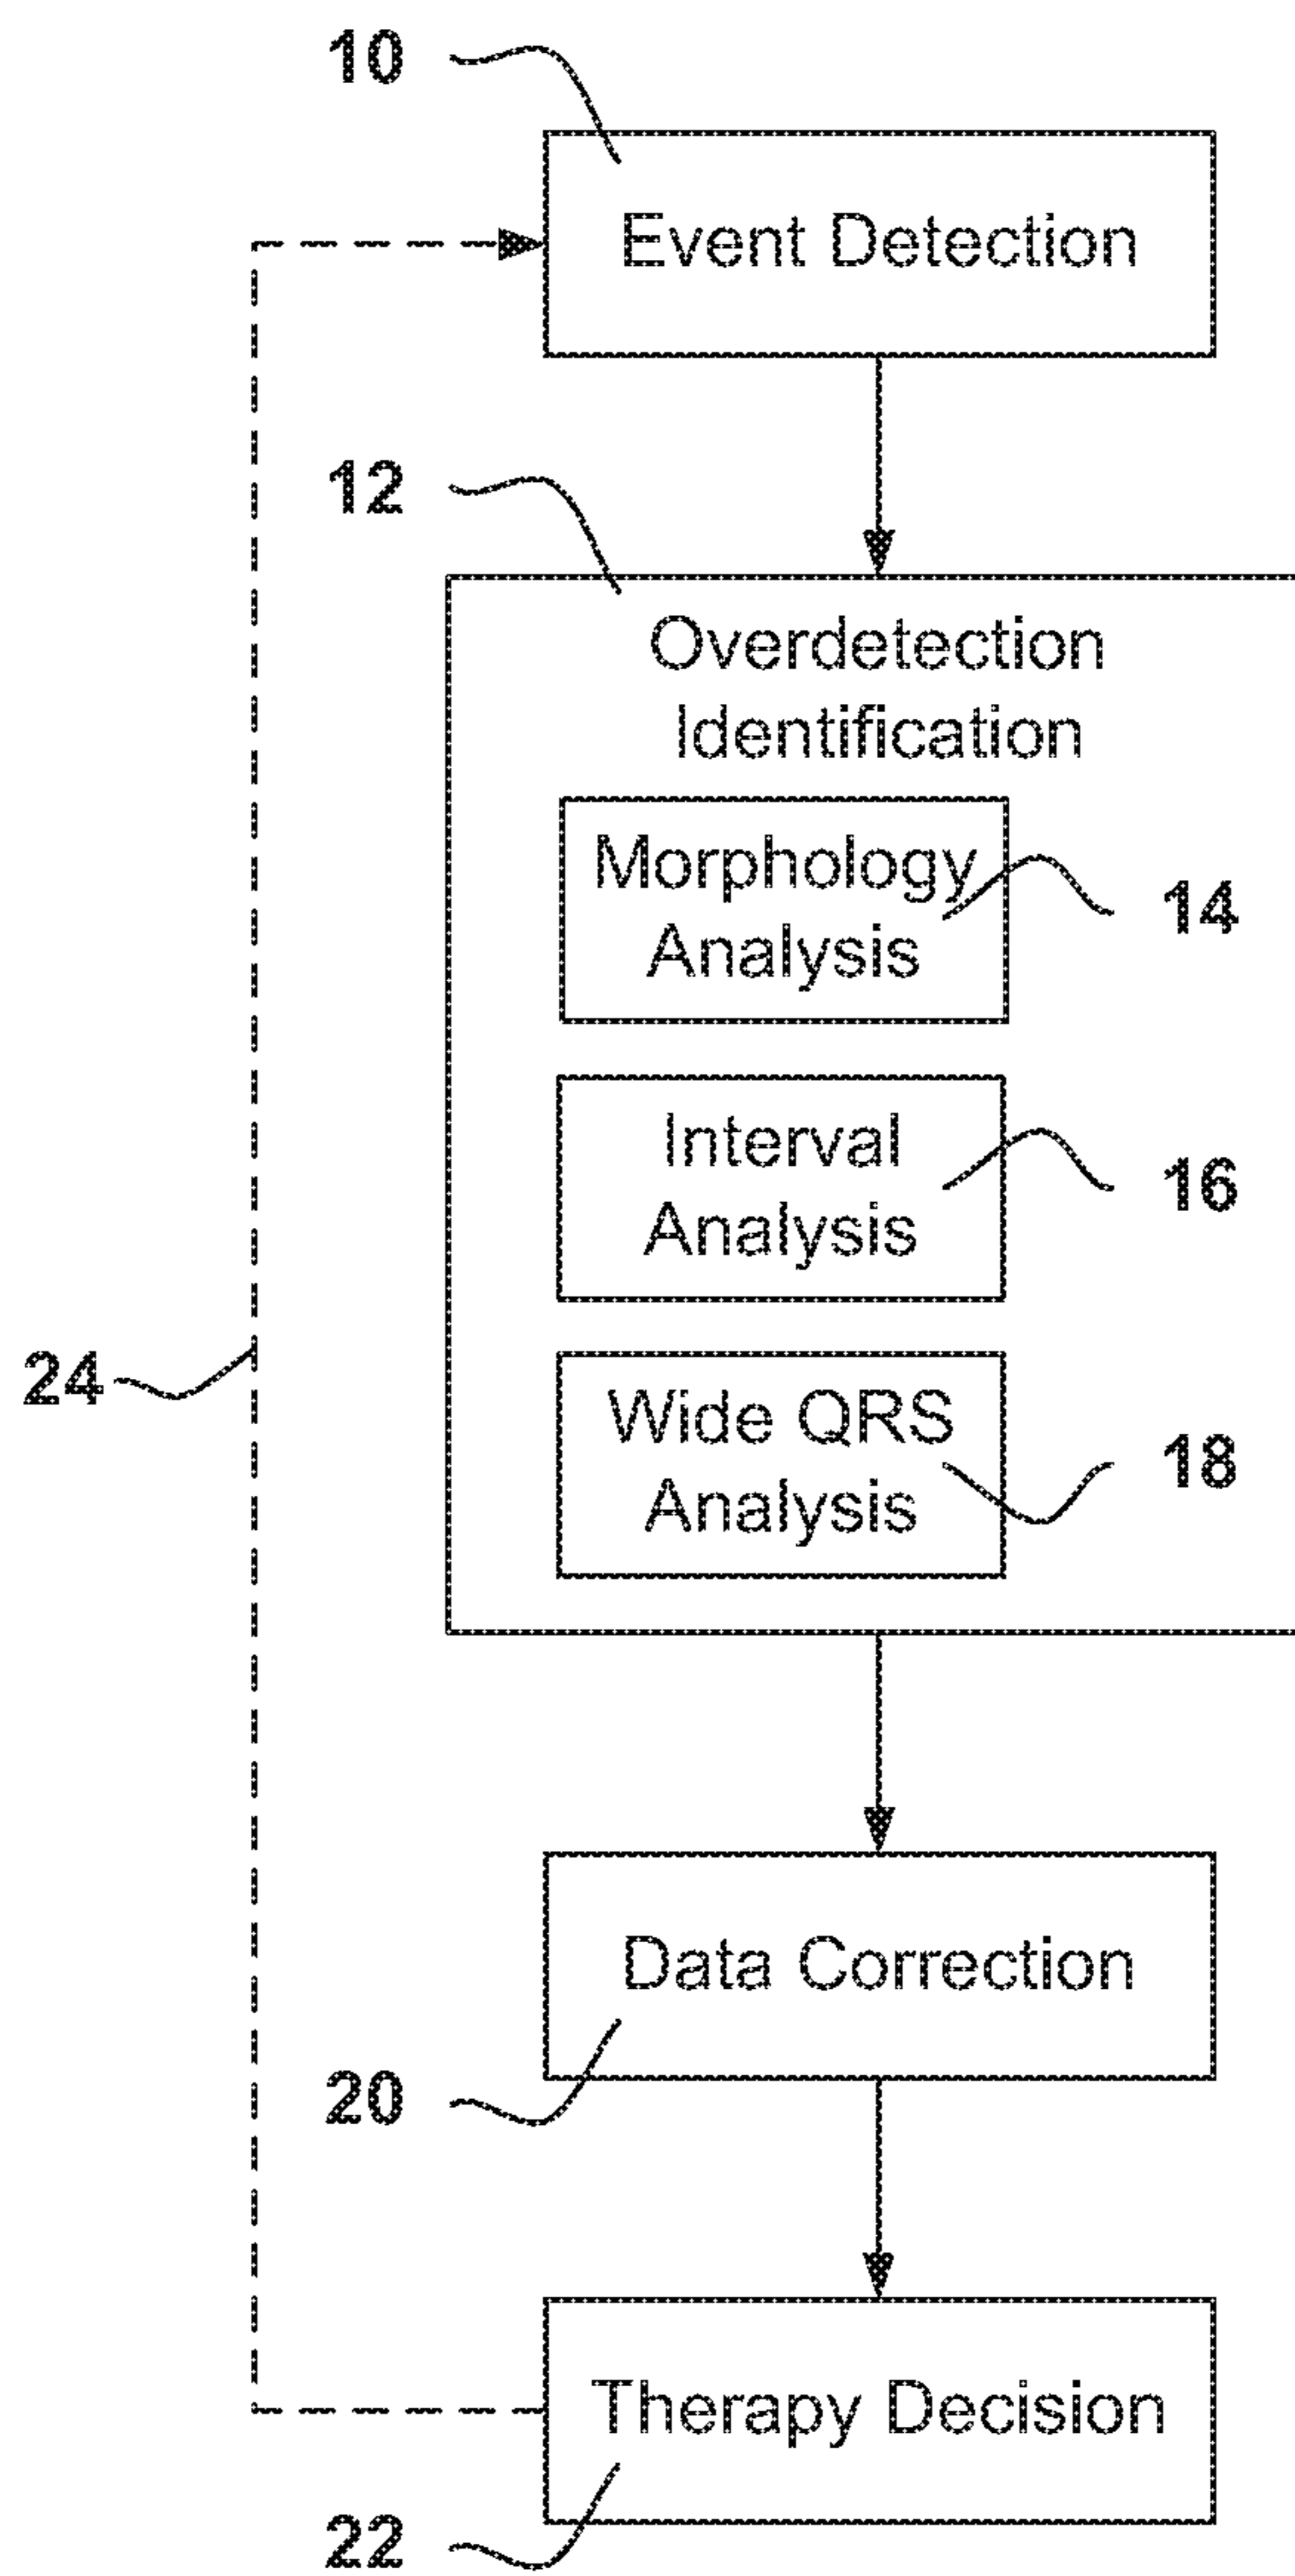 10
Event Detection
12
Overdetection
Identification
Morphology
Analysis
14
Interval
Analysis
16
24
Wide QRS
Analysis
18
Data Correction
20
Therapy Decision
22